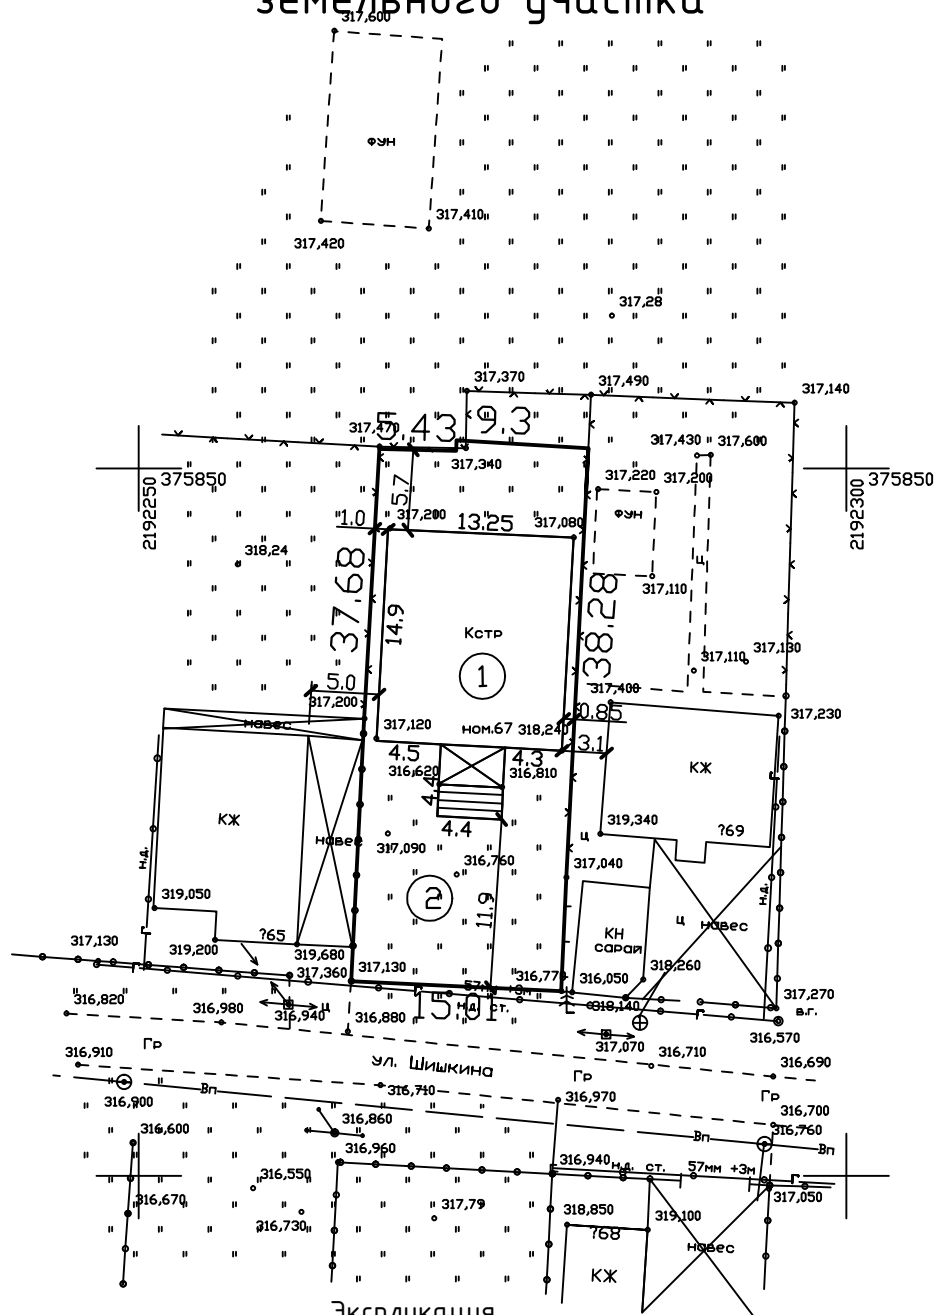 земельного участка
317,600
ФУН
317,410
317,420
317,28
317,370
317,490
317,140
317,470
5,43
9.3
317,430
317,600
317,340
375850
2192250
5.7
317,220
317,200
375850
2192300
1.0
317,200
13.25
317,080
ФУН
318,24
37.68
14.9
38.28
Ц
317,110
Кстр
1
317,110
317,130
5.0
317,200
317,400
0.85
317,230
навес
317,120
ном.67
318,240
3.1
4.5
4.3
316,620
316,810
КЖ
4.4
4.4
КЖ
319,340
?69
навес
ц
317,090
316,760
317,040
н.д.
319,050
2
11.9
н.д.
?65
КН
сарай
ц
навес
317,130
319,200
319,680
317,360
317,130
316,770
316,050
318,260
317,270
в.г.
316,820
316,980
316,940
ц
316,880
15.01
н.д. ст.
318,140
316,570
317,070
Гр
316,910
ул. Шишкина
316,710
Гр
316,690
316,900
Вп
316,710
316,970
Гр
316,700
316,600
316,860
316,760
Вп
Вп
316,960
316,940
н.д. ст.
57мм +3м
316,550
316,670
317,79
318,850
319,100
317,050
316,730
?68
навес
КЖ
Экспликация